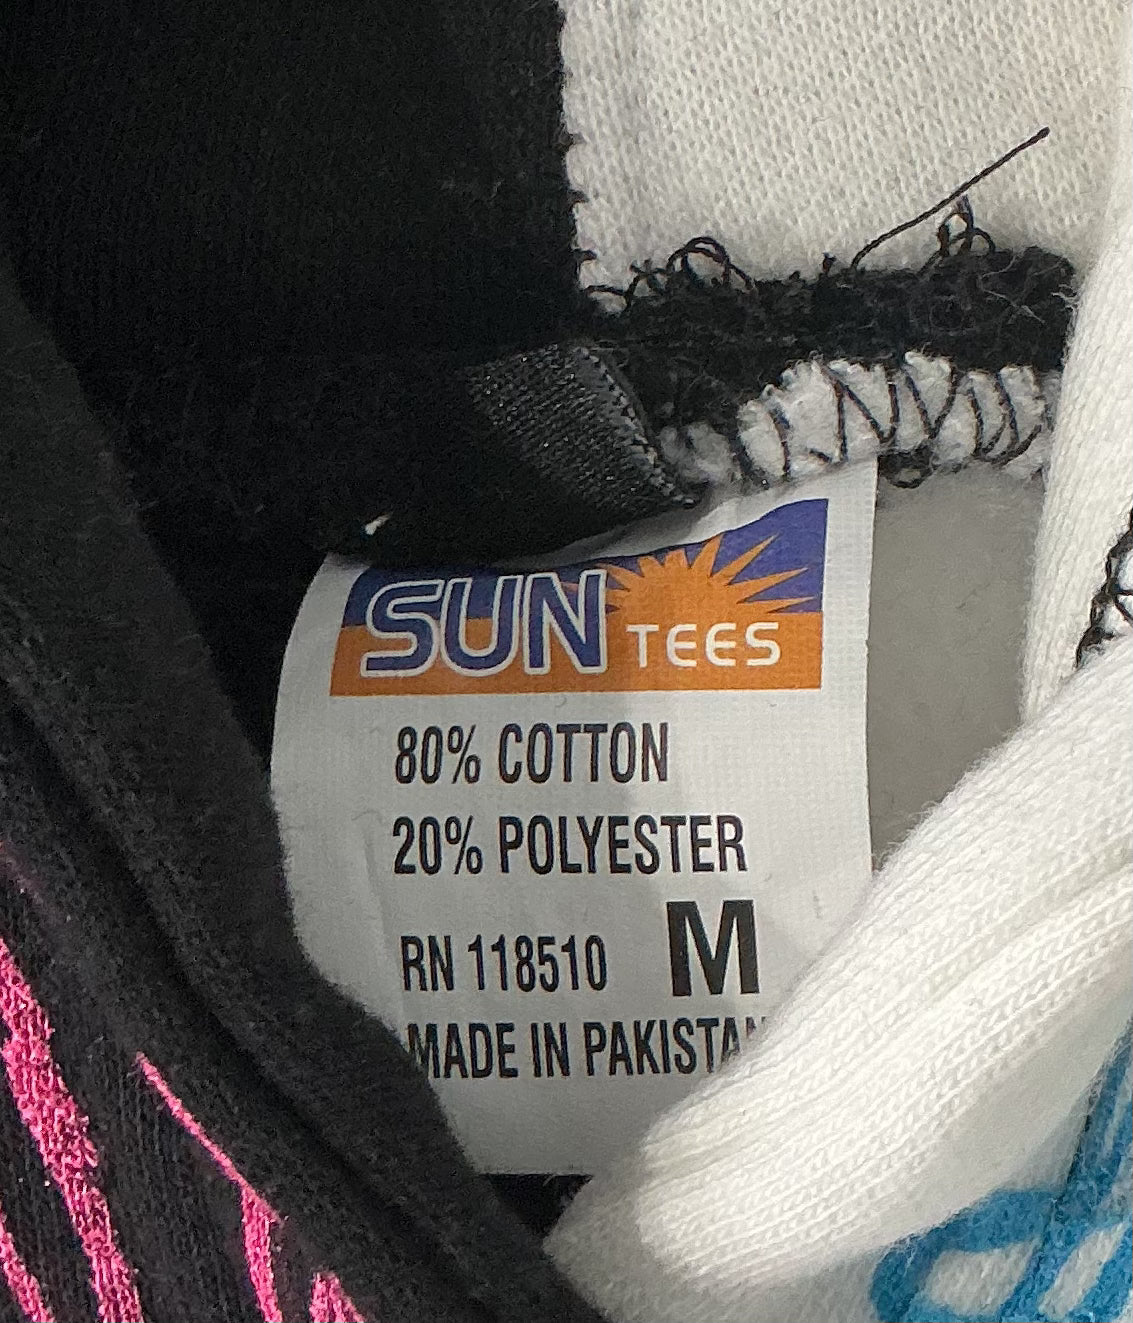 SUN TEES
80% COTTON
20% POLYESTER
RN 118510 M
MADE IN PAKISTAN